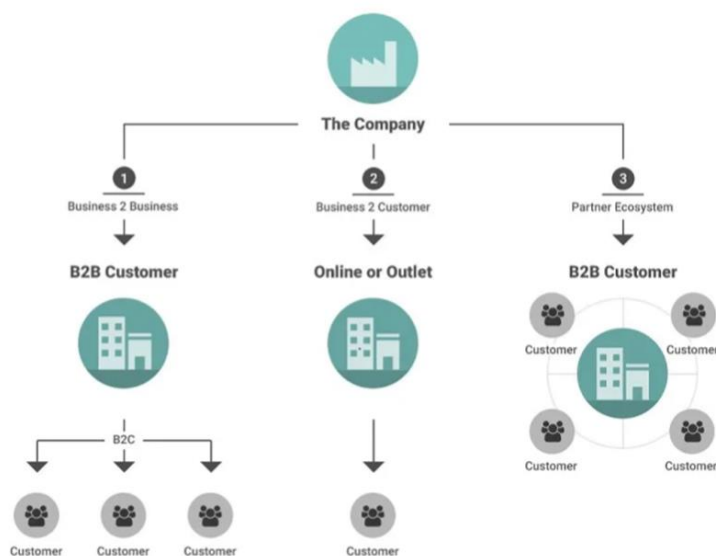 The Company
1
2
3
Business 2 Business
Business 2 Customer
Partner Ecosystem
B2B Customer
Online or Outlet
B2B Customer
Customer
Customer
B2C
Customer
Customer
Customer
Customer
Customer
Customer